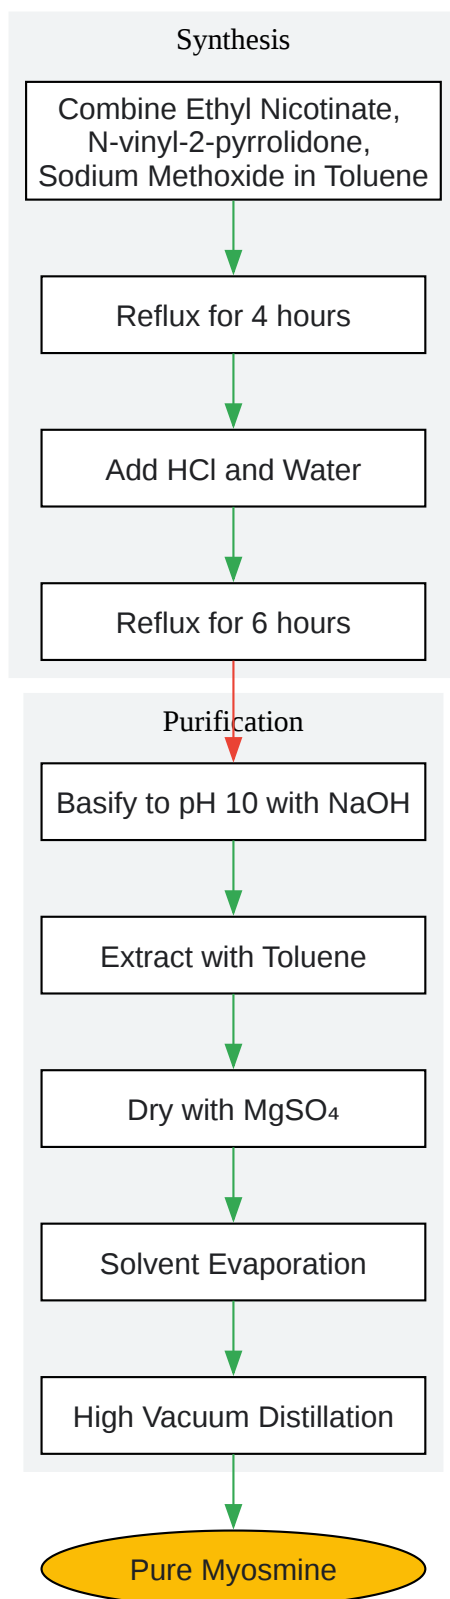 Synthesis
Combine Ethyl Nicotinate,
N-vinyl-2-pyrrolidone,
Sodium Methoxide in Toluene
Reflux for 4 hours
Add HCl and Water
Reflux for 6 hours
Purification
Basify to pH 10 with NaOH
Extract with Toluene
Dry with MgSO₄
Solvent Evaporation
High Vacuum Distillation
Pure Myosmine